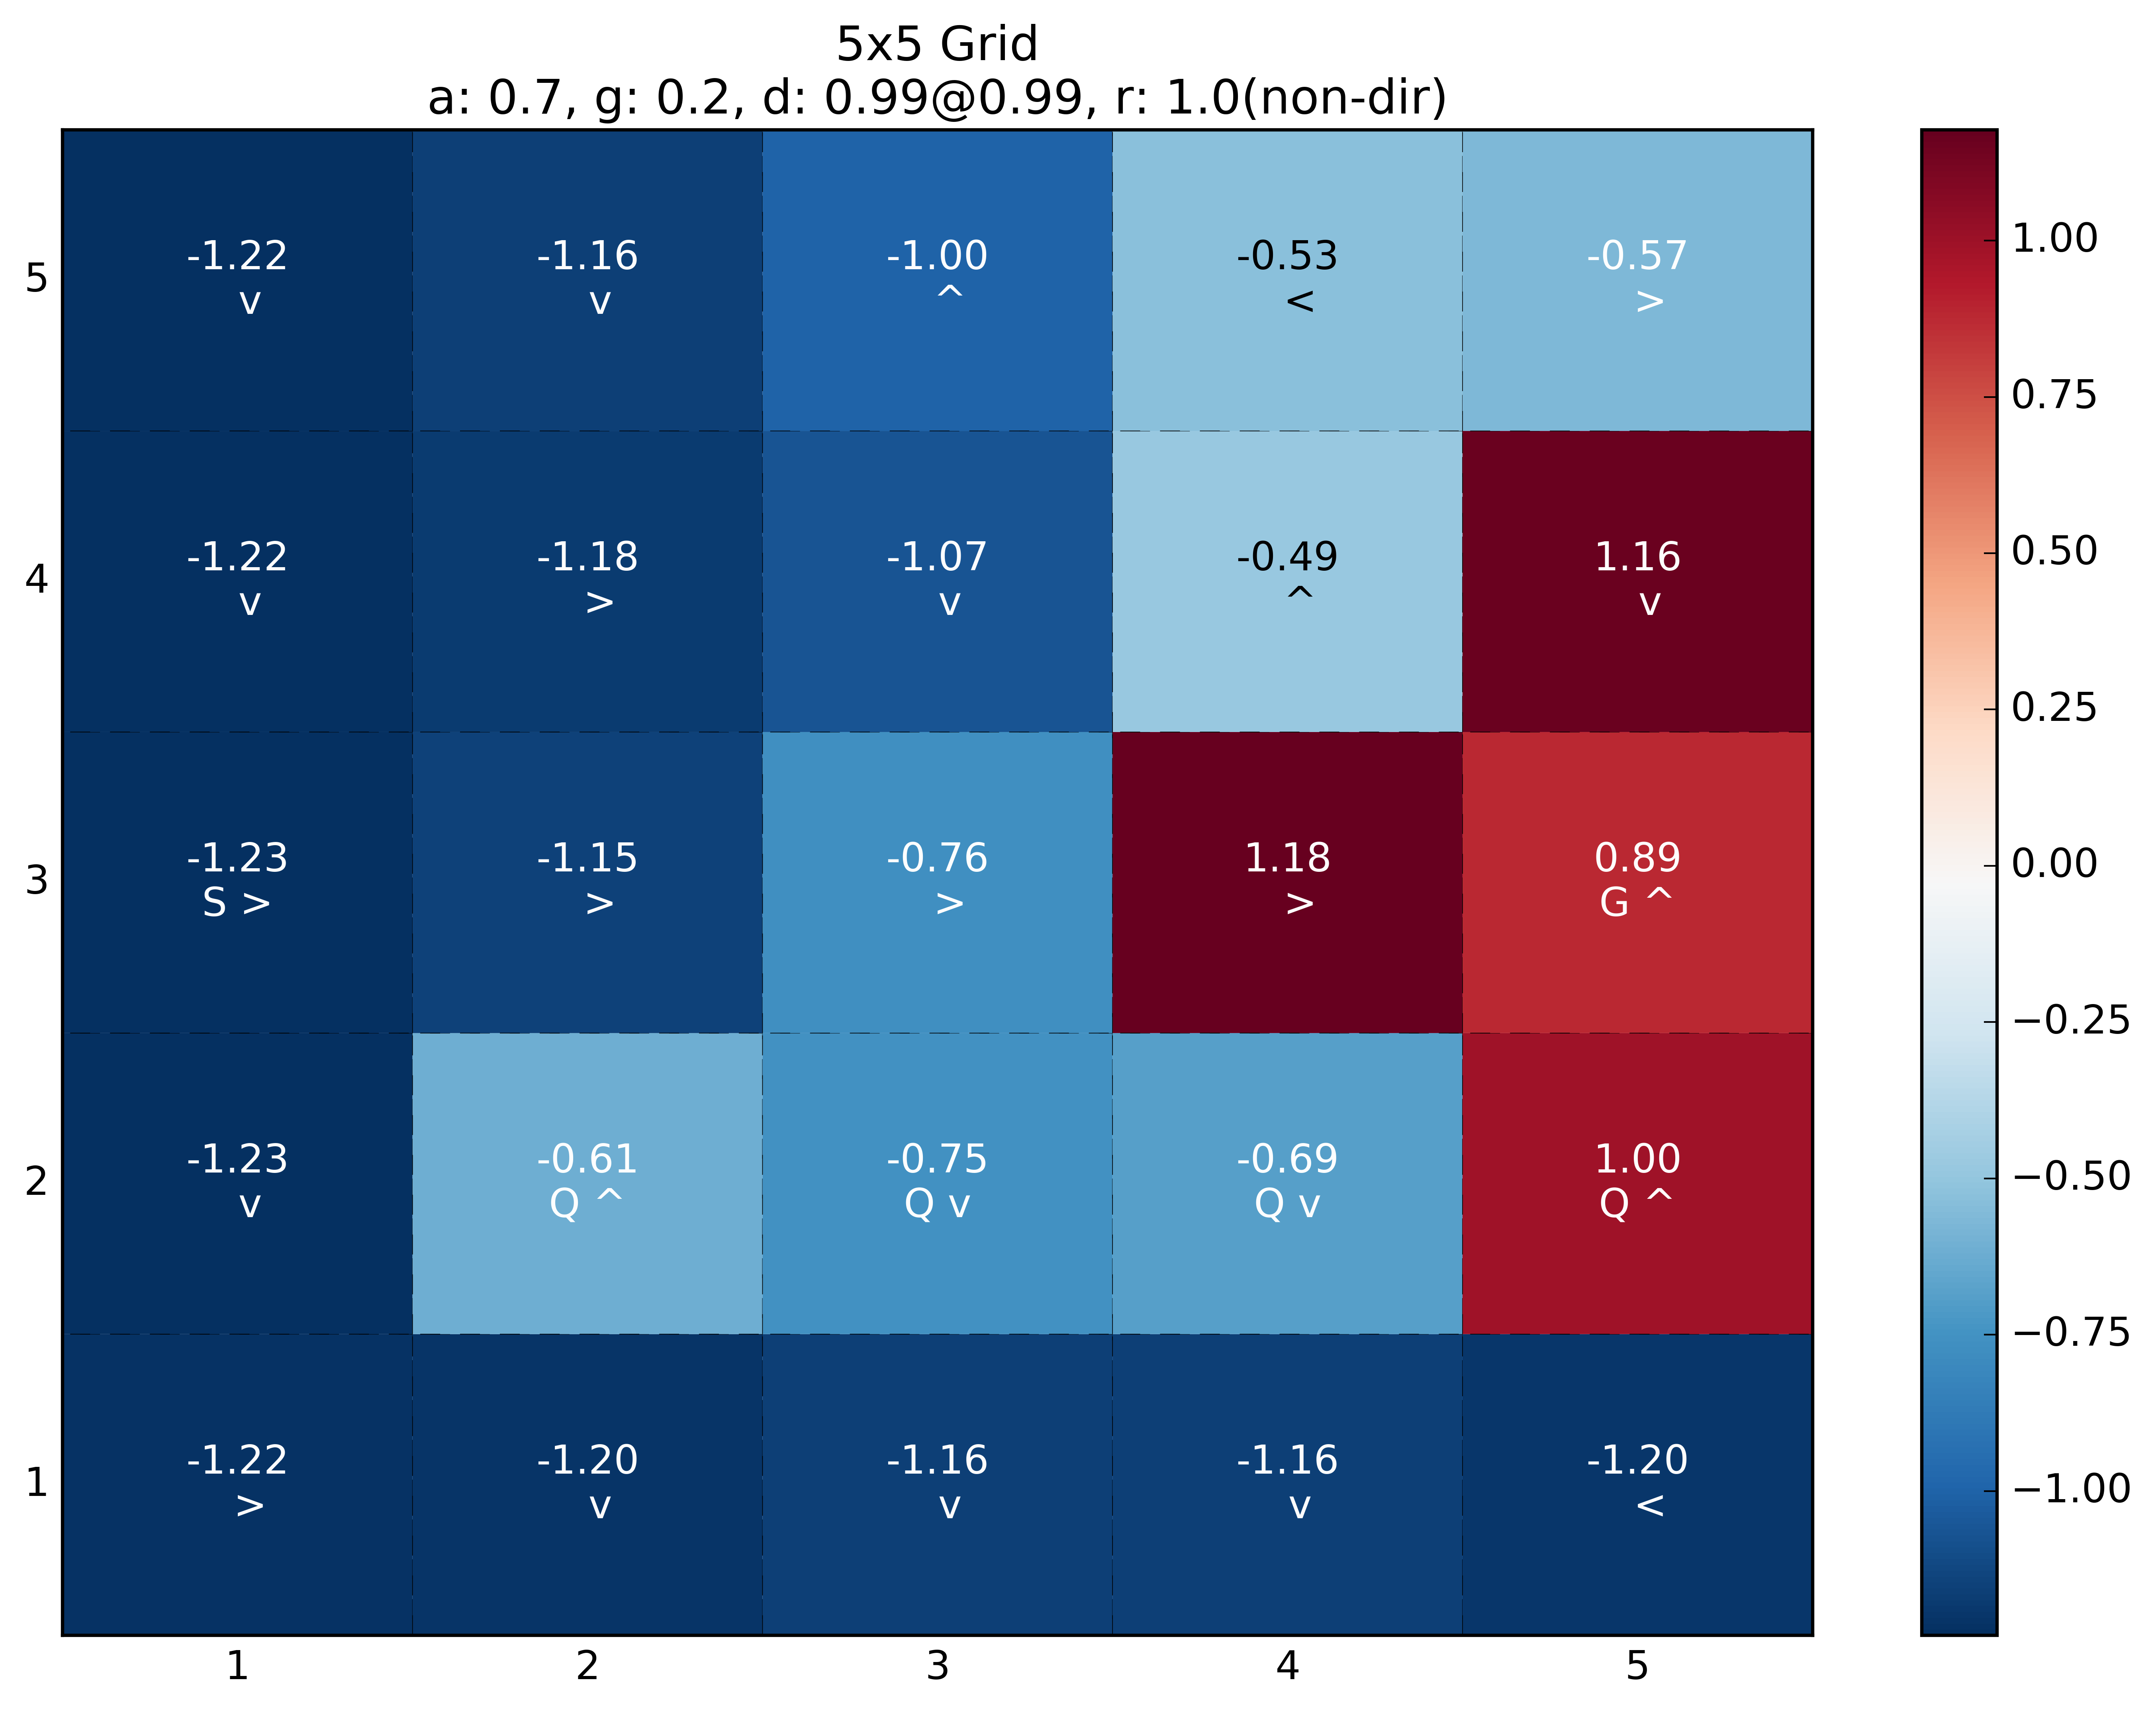 5x5 Grid
a: 0.7, g: 0.2, d: 0.99@0.99, r: 1.0(non-dir)
5
-1.22 -1.16 -1.00 -0.53 -0.57
v v ^ < >
4
-1.22 -1.18 -1.07 -0.49 1.16
v > v ^ v
3
-1.23 -1.15 -0.76 1.18 0.89
S > > > > G ^
2
-1.23 -0.61 -0.75 -0.69 1.00
v Q ^ Q v Q v Q ^
1
-1.22 -1.20 -1.16 -1.16 -1.20
> v v v <
1 2 3 4 5
1.00
0.75
0.50
0.25
0.00
−0.25
−0.50
−0.75
−1.00